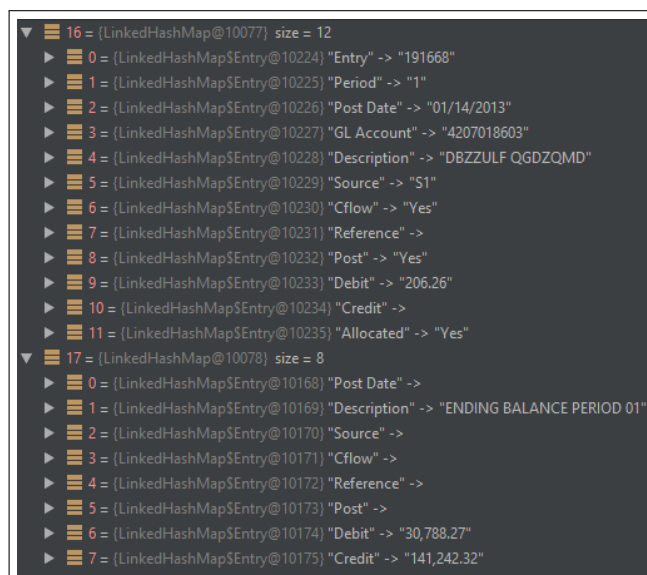 16 = {LinkedHashMap@10077} size = 12
0 = {LinkedHashMap$Entry@10224} "Entry" -> "191668"
1 = {LinkedHashMap$Entry@10225} "Period" -> "1"
2 = {LinkedHashMap$Entry@10226} "Post Date" -> "01/14/2013"
3 = {LinkedHashMap$Entry@10227} "GL Account" -> "4207018603"
4 = {LinkedHashMap$Entry@10228} "Description" -> "DBZZULF QGDZQMD"
5 = {LinkedHashMap$Entry@10229} "Source" -> "S1"
6 = {LinkedHashMap$Entry@10230} "Cflow" -> "Yes"
7 = {LinkedHashMap$Entry@10231} "Reference" ->
8 = {LinkedHashMap$Entry@10232} "Post" -> "Yes"
9 = {LinkedHashMap$Entry@10233} "Debit" -> "206.26"
10 = {LinkedHashMap$Entry@10234} "Credit" ->
11 = {LinkedHashMap$Entry@10235} "Allocated" -> "Yes"
17 = {LinkedHashMap@10078} size = 8
0 = {LinkedHashMap$Entry@10168} "Post Date" ->
1 = {LinkedHashMap$Entry@10169} "Description" -> "ENDING BALANCE PERIOD 01"
2 = {LinkedHashMap$Entry@10170} "Source" ->
3 = {LinkedHashMap$Entry@10171} "Cflow" ->
4 = {LinkedHashMap$Entry@10172} "Reference" ->
5 = {LinkedHashMap$Entry@10173} "Post" ->
6 = {LinkedHashMap$Entry@10174} "Debit" -> "30,788.27"
7 = {LinkedHashMap$Entry@10175} "Credit" -> "141,242.32"